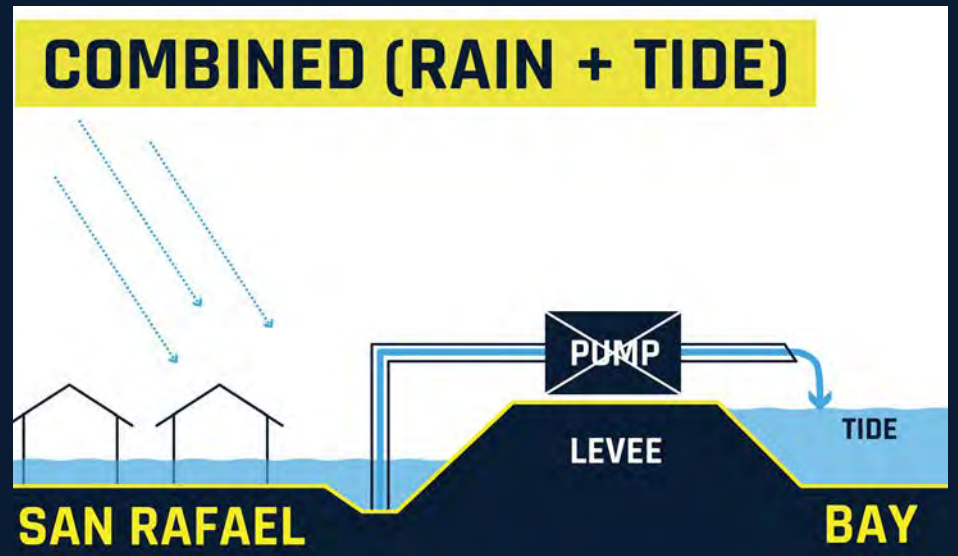 COMBINED (RAIN + TIDE)
PUMP
TIDE
LEVEE
SAN RAFAEL
BAY